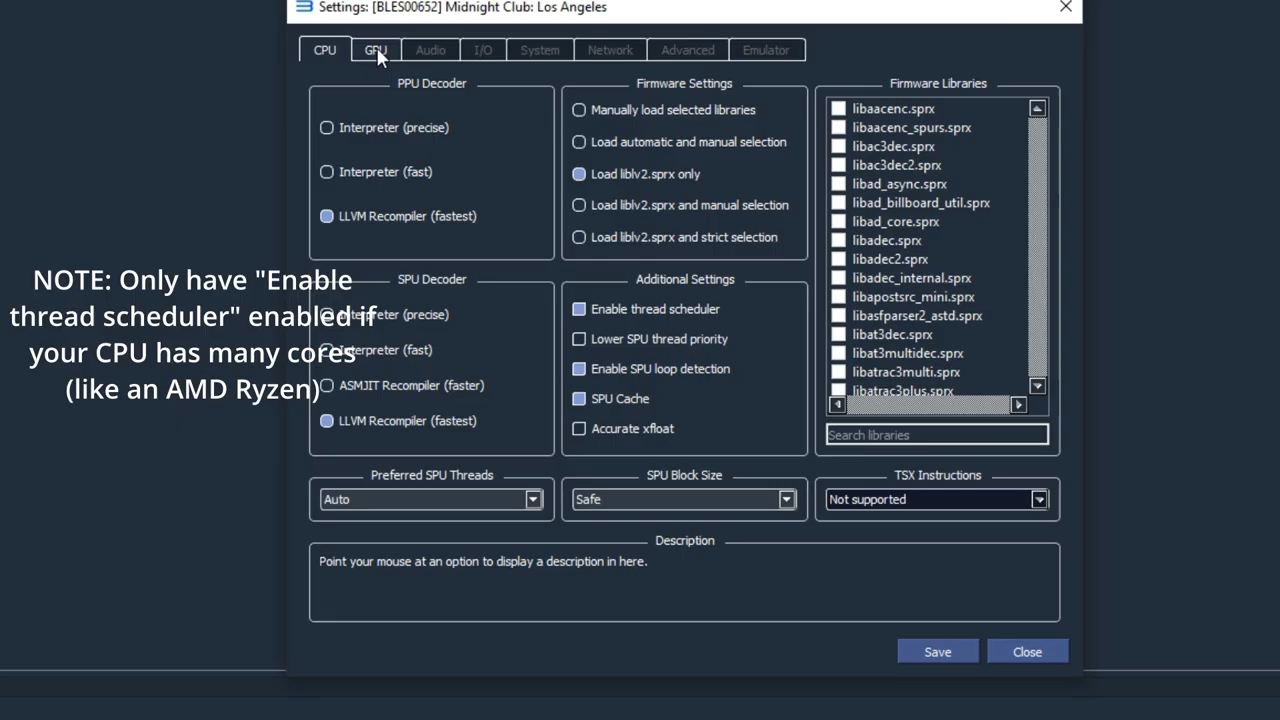 Settings: [BLES00652] Midnight Club: Los Angeles
CPU
GPU
Audio
I/O
System
Network
Advanced
Emulator
PPU Decoder
Interpreter (precise)
Interpreter (fast)
LLVM Recompiler (fastest)
Firmware Settings
Manually load selected libraries
Load automatic and manual selection
Load liblv2.sprx only
Load liblv2.sprx and manual selection
Load liblv2.sprx and strict selection
Firmware Libraries
libaacenc.sprx
libaacenc_spurs.sprx
libac3dec.sprx
libac3dec2.sprx
libad_async.sprx
libad_billboard_util.sprx
libad_core.sprx
libadec.sprx
libadec2.sprx
libadec_internal.sprx
libapostsrc_mini.sprx
libasfparser2_astd.sprx
libat3dec.sprx
libat3multidec.sprx
libatrac3multi.sprx
libatrac3plus.sprx
Search libraries
NOTE: Only have "Enable
thread scheduler" enabled if
your CPU has many cores
(like an AMD Ryzen)
SPU Decoder
Interpreter (precise)
Interpreter (fast)
ASMJIT Recompiler (faster)
LLVM Recompiler (fastest)
Additional Settings
Enable thread scheduler
Lower SPU thread priority
Enable SPU loop detection
SPU Cache
Accurate xfloat
Preferred SPU Threads
Auto
SPU Block Size
Safe
TSX Instructions
Not supported
Description
Point your mouse at an option to display a description in here.
Save
Close